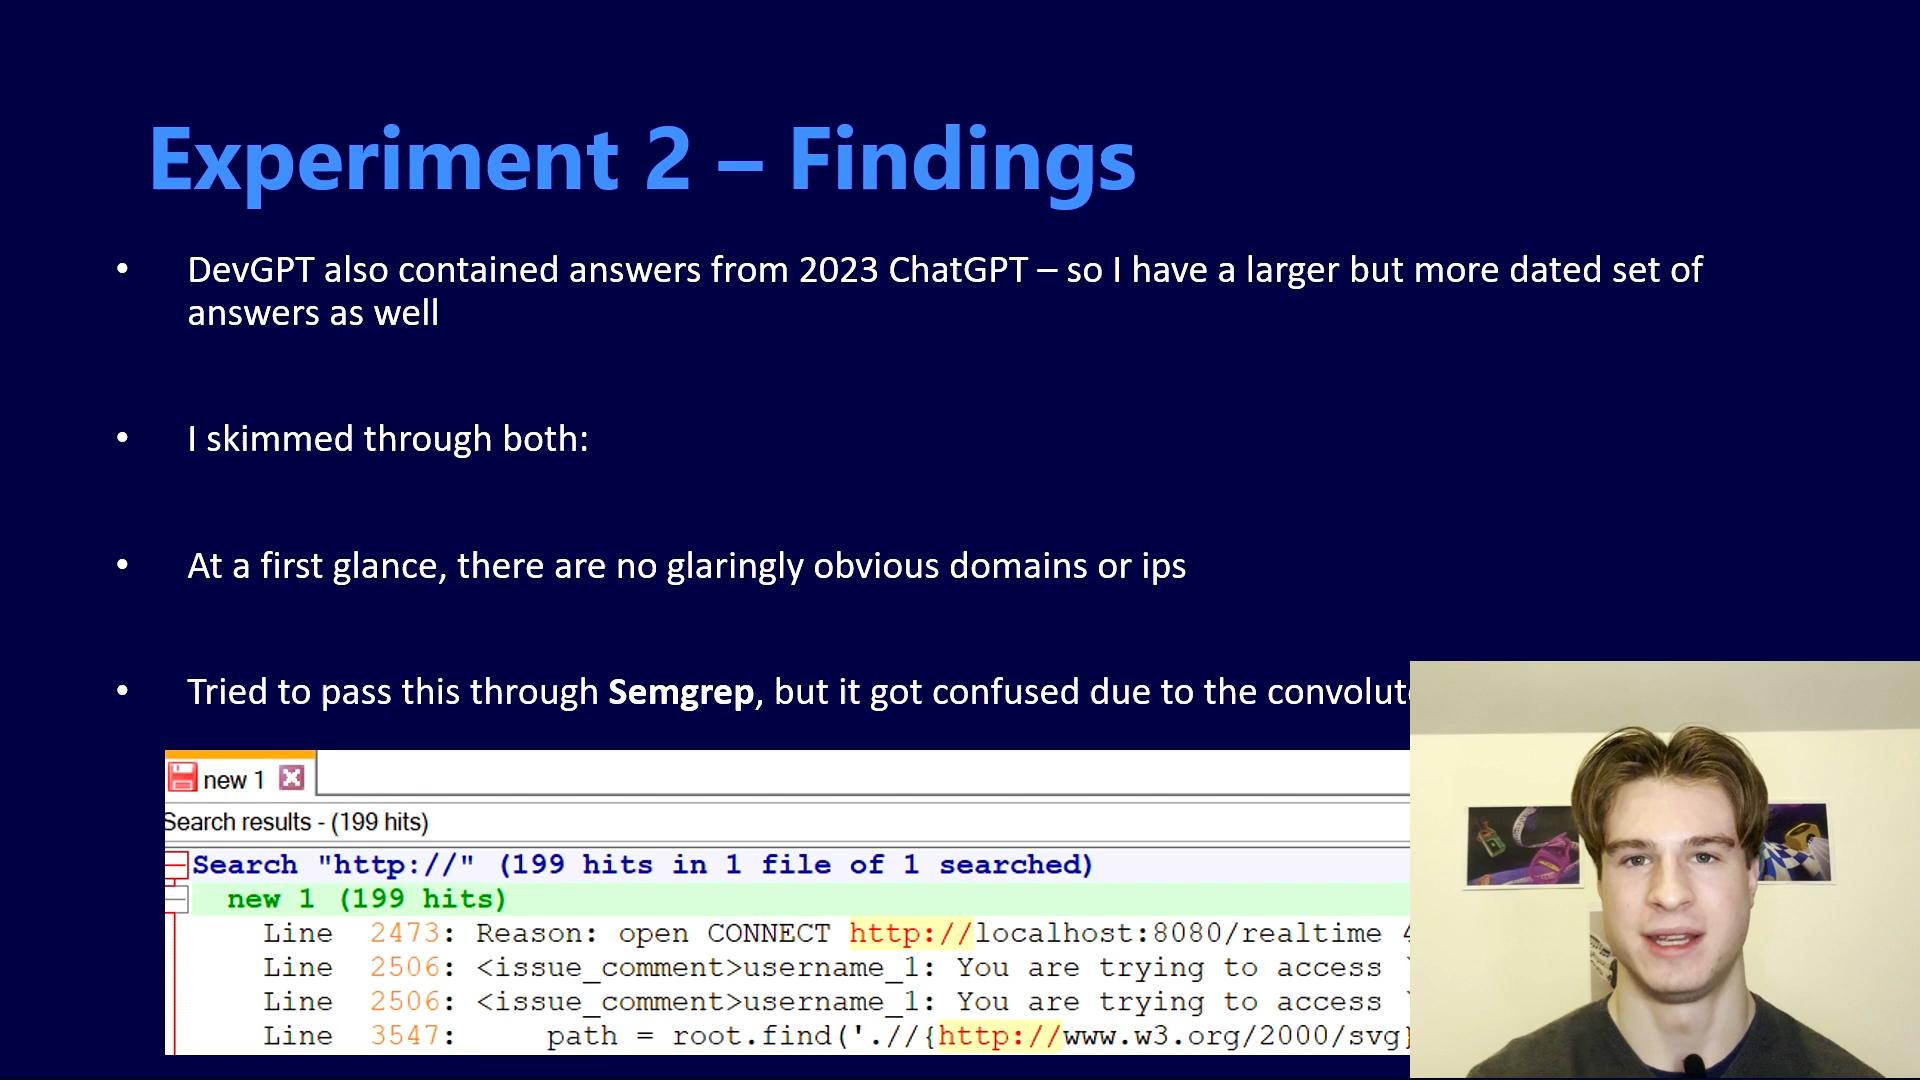 Experiment 2 – Findings
• DevGPT also contained answers from 2023 ChatGPT – so I have a larger but more dated set of
answers as well
• I skimmed through both:
• At a first glance, there are no glaringly obvious domains or ips
• Tried to pass this through Semgrep, but it got confused due to the
new 1
Search results - (199 hits)
Search "http://" (199 hits in 1 file of 1 searched)
new 1 (199 hits)
Line 2473: Reason: open CONNECT http://localhost:8080/realtime
Line 2506: <issue_comment>username_1: You are trying to access
Line 2506: <issue_comment>username_1: You are trying to access
Line 3547: path = root.find('.//{http://www.w3.org/2000/svg}